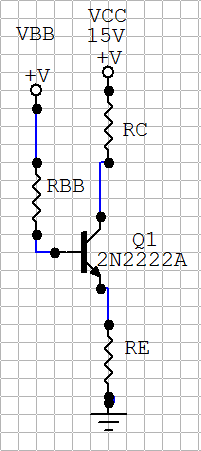 VCC
VBB 15V
+V
+V
RC
RBB
Q1
2N2222A
RE